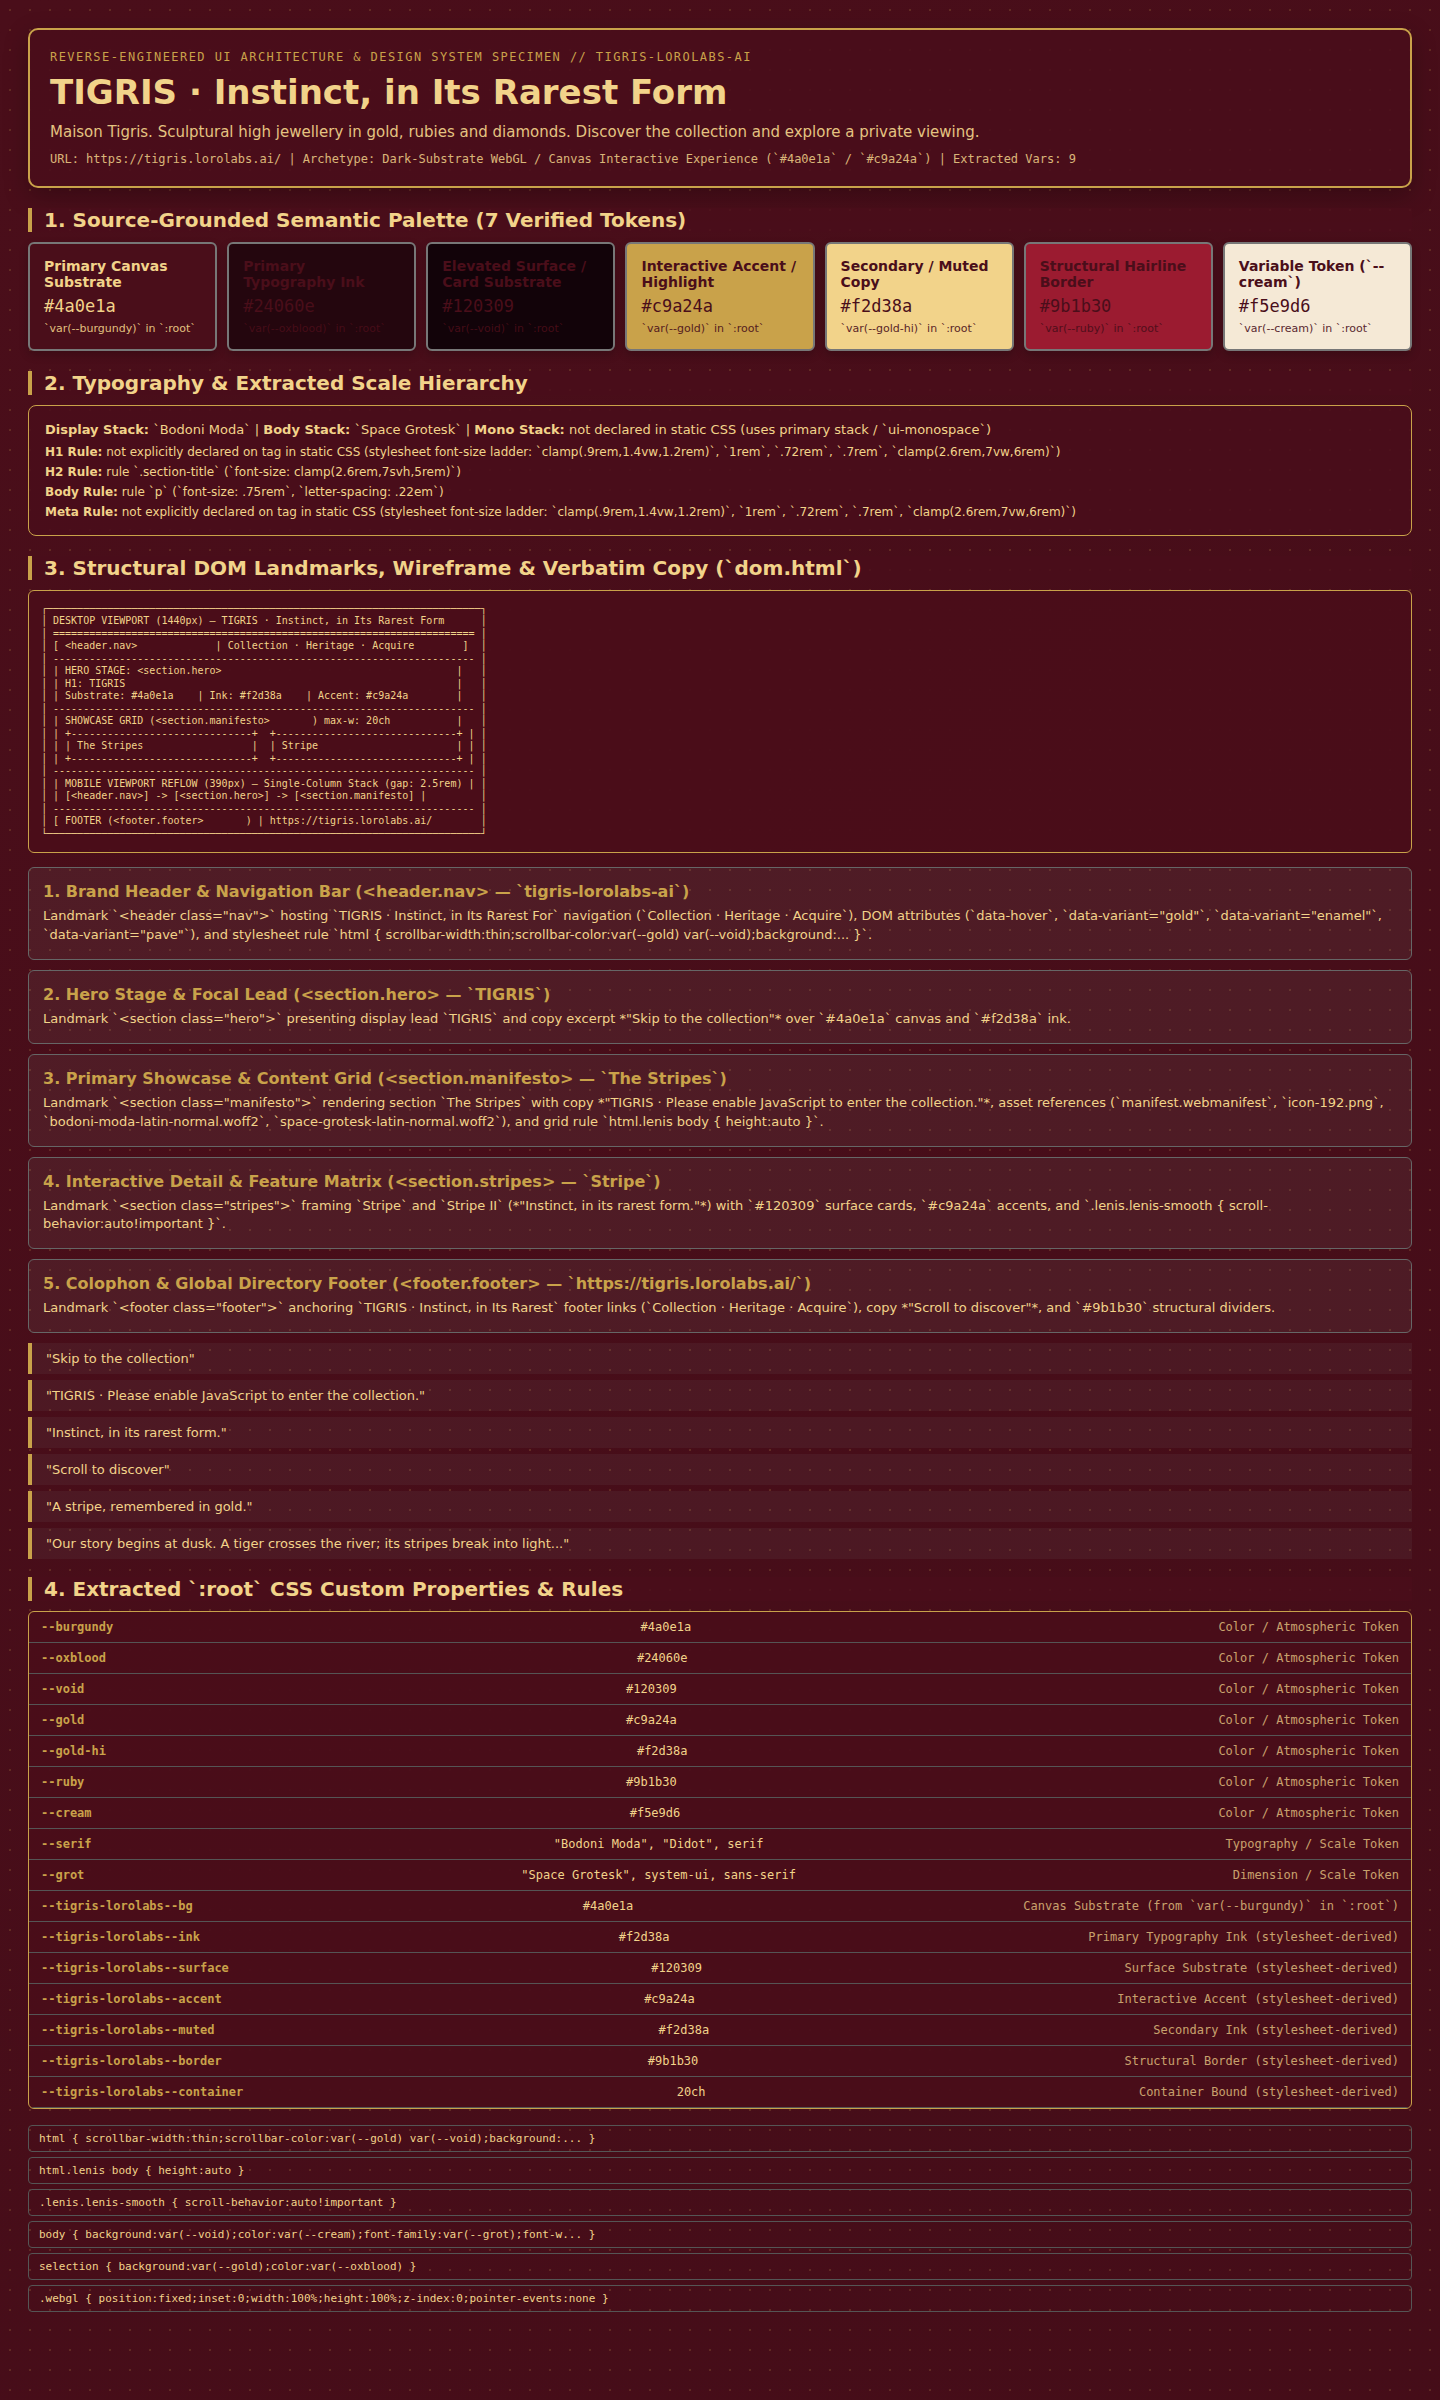 REVERSE-ENGINEERED UI ARCHITECTURE & DESIGN SYSTEM SPECIMEN // TIGRIS-LOROLABS-AI
TIGRIS · Instinct, in Its Rarest Form
Maison Tigris. Sculptural high jewellery in gold, rubies and diamonds. Discover the collection and explore a private viewing.
URL: https://tigris.lorolabs.ai/ | Archetype: Dark-Substrate WebGL / Canvas Interactive Experience (`#4a0e1a` / `#c9a24a`) | Extracted Vars: 9
1. Source-Grounded Semantic Palette (7 Verified Tokens)
Primary Canvas
Substrate
#4a0e1a
`var(--burgundy)` in `:root`
Primary
Typography Ink
#24060e
`var(--oxblood)` in `:root`
Elevated Surface /
Card Substrate
#120309
`var(--void)` in `:root`
Interactive Accent /
Highlight
#c9a24a
`var(--gold)` in `:root`
Secondary / Muted
Copy
#f2d38a
`var(--gold-hi)` in `:root`
Structural Hairline
Border
#9b1b30
`var(--ruby)` in `:root`
Variable Token (`--
cream`)
#f5e9d6
`var(--cream)` in `:root`
2. Typography & Extracted Scale Hierarchy
Display Stack: `Bodoni Moda` | Body Stack: `Space Grotesk` | Mono Stack: not declared in static CSS (uses primary stack / `ui-monospace`)
H1 Rule: not explicitly declared on tag in static CSS (stylesheet font-size ladder: `clamp(.9rem,1.4vw,1.2rem)`, `1rem`, `.72rem`, `.7rem`, `clamp(2.6rem,7vw,6rem)`)
H2 Rule: rule `.section-title` (`font-size: clamp(2.6rem,7svh,5rem)`)
Body Rule: rule `p` (`font-size: .75rem`, `letter-spacing: .22em`)
Meta Rule: not explicitly declared on tag in static CSS (stylesheet font-size ladder: `clamp(.9rem,1.4vw,1.2rem)`, `1rem`, `.72rem`, `.7rem`, `clamp(2.6rem,7vw,6rem)`)
3. Structural DOM Landmarks, Wireframe & Verbatim Copy (`dom.html`)
DESKTOP VIEWPORT (1440px) — TIGRIS · Instinct, in Its Rarest Form
======================================================================
[ <header.nav> | Collection · Heritage · Acquire ]
----------------------------------------------------------------------
| HERO STAGE: <section.hero> |
| H1: TIGRIS |
| Substrate: #4a0e1a | Ink: #f2d38a | Accent: #c9a24a |
----------------------------------------------------------------------
| SHOWCASE GRID (<section.manifesto> ) max-w: 20ch |
| +------------------------------+ +------------------------------+ |
| | The Stripes | | Stripe | |
| +------------------------------+ +------------------------------+ |
----------------------------------------------------------------------
| MOBILE VIEWPORT REFLOW (390px) — Single-Column Stack (gap: 2.5rem) |
| [<header.nav>] -> [<section.hero>] -> [<section.manifesto] |
----------------------------------------------------------------------
[ FOOTER (<footer.footer> ) | https://tigris.lorolabs.ai/
1. Brand Header & Navigation Bar (<header.nav> — `tigris-lorolabs-ai`)
Landmark `<header class="nav">` hosting `TIGRIS · Instinct, in Its Rarest For` navigation (`Collection · Heritage · Acquire`), DOM attributes (`data-hover`, `data-variant="gold"`, `data-variant="enamel"`,
`data-variant="pave"`), and stylesheet rule `html { scrollbar-width:thin;scrollbar-color:var(--gold) var(--void);background:... }`.
2. Hero Stage & Focal Lead (<section.hero> — `TIGRIS`)
Landmark `<section class="hero">` presenting display lead `TIGRIS` and copy excerpt *"Skip to the collection"* over `#4a0e1a` canvas and `#f2d38a` ink.
3. Primary Showcase & Content Grid (<section.manifesto> — `The Stripes`)
Landmark `<section class="manifesto">` rendering section `The Stripes` with copy *"TIGRIS · Please enable JavaScript to enter the collection."*, asset references (`manifest.webmanifest`, `icon-192.png`,
`bodoni-moda-latin-normal.woff2`, `space-grotesk-latin-normal.woff2`), and grid rule `html.lenis body { height:auto }`.
4. Interactive Detail & Feature Matrix (<section.stripes> — `Stripe`)
Landmark `<section class="stripes">` framing `Stripe` and `Stripe II` (*"Instinct, in its rarest form."*) with `#120309` surface cards, `#c9a24a` accents, and `.lenis.lenis-smooth { scroll-
behavior:auto!important }`.
5. Colophon & Global Directory Footer (<footer.footer> — `https://tigris.lorolabs.ai/`)
Landmark `<footer class="footer">` anchoring `TIGRIS · Instinct, in Its Rarest` footer links (`Collection · Heritage · Acquire`), copy *"Scroll to discover"*, and `#9b1b30` structural dividers.
"Skip to the collection"
"TIGRIS · Please enable JavaScript to enter the collection."
"Instinct, in its rarest form."
"Scroll to discover"
"A stripe, remembered in gold."
"Our story begins at dusk. A tiger crosses the river; its stripes break into light..."
4. Extracted `:root` CSS Custom Properties & Rules
--burgundy #4a0e1a Color / Atmospheric Token
--oxblood #24060e Color / Atmospheric Token
--void #120309 Color / Atmospheric Token
--gold #c9a24a Color / Atmospheric Token
--gold-hi #f2d38a Color / Atmospheric Token
--ruby #9b1b30 Color / Atmospheric Token
--cream #f5e9d6 Color / Atmospheric Token
--serif "Bodoni Moda", "Didot", serif Typography / Scale Token
--grot "Space Grotesk", system-ui, sans-serif Dimension / Scale Token
--tigris-lorolabs--bg #4a0e1a Canvas Substrate (from `var(--burgundy)` in `:root`)
--tigris-lorolabs--ink #f2d38a Primary Typography Ink (stylesheet-derived)
--tigris-lorolabs--surface #120309 Surface Substrate (stylesheet-derived)
--tigris-lorolabs--accent #c9a24a Interactive Accent (stylesheet-derived)
--tigris-lorolabs--muted #f2d38a Secondary Ink (stylesheet-derived)
--tigris-lorolabs--border #9b1b30 Structural Border (stylesheet-derived)
--tigris-lorolabs--container 20ch Container Bound (stylesheet-derived)
html { scrollbar-width:thin;scrollbar-color:var(--gold) var(--void);background:... }
html.lenis body { height:auto }
.lenis.lenis-smooth { scroll-behavior:auto!important }
body { background:var(--void);color:var(--cream);font-family:var(--grot);font-w... }
selection { background:var(--gold);color:var(--oxblood) }
.webgl { position:fixed;inset:0;width:100%;height:100%;z-index:0;pointer-events:none }